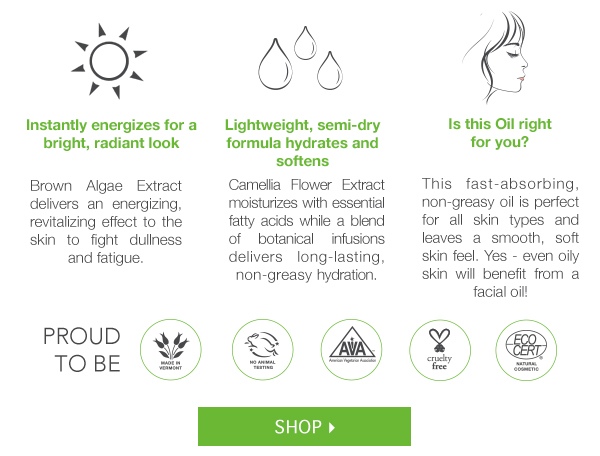 Instantly energizes for a
bright, radiant look
Brown Algae Extract
delivers an energizing,
revitalizing effect to the
skin to fight dullness
and fatigue.
Lightweight, semi-dry
formula hydrates and
softens
Camellia Flower Extract
moisturizes with essential
fatty acids while a blend
of botanical infusions
delivers long-lasting,
non-greasy hydration.
Is this Oil right
for you?
This fast-absorbing,
non-greasy oil is perfect
for all skin types and
leaves a smooth, soft
skin feel. Yes - even oily
skin will benefit from a
facial oil!
PROUD
TO BE
MADE IN
VERMONT
NO ANIMAL
TESTING
AVA
American Vegetarian Association
cruelty
free
ECO
CERT
®
NATURAL
COSMETIC
SHOP